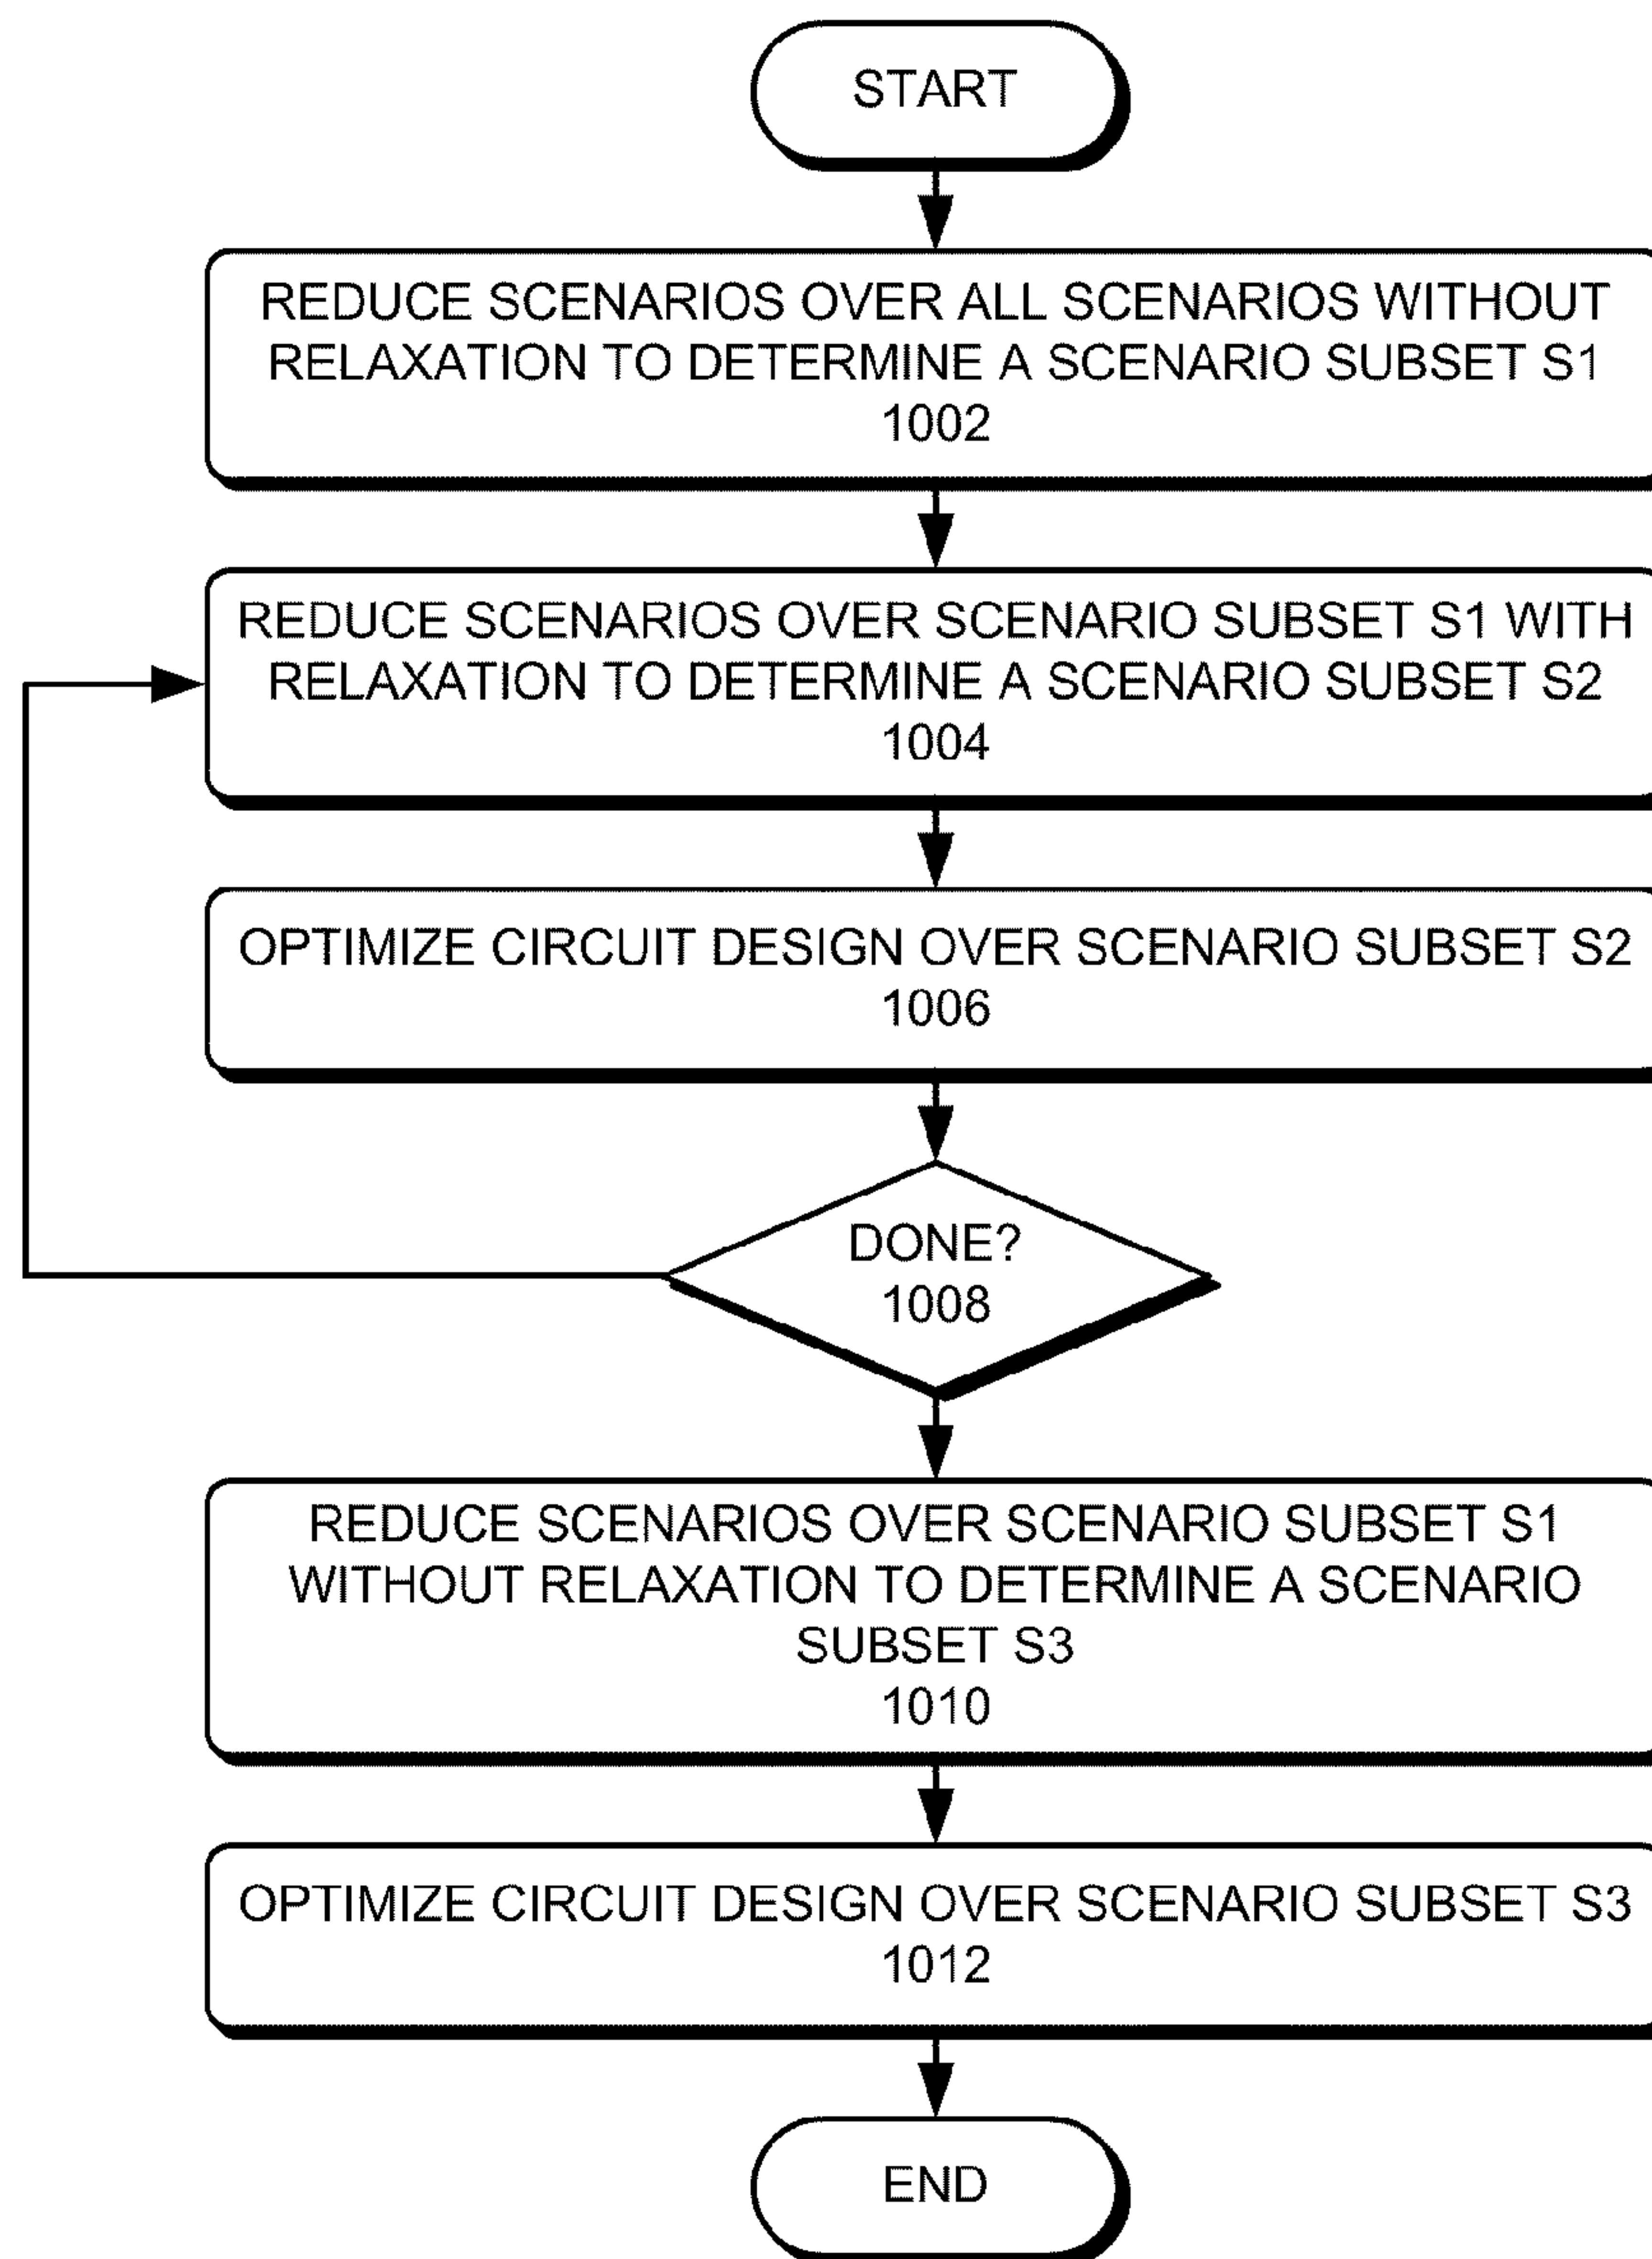 START
REDUCE SCENARIOS OVER ALL SCENARIOS WITHOUT
RELAXATION TO DETERMINE A SCENARIO SUBSET S1
1002
REDUCE SCENARIOS OVER SCENARIO SUBSET S1 WITH
RELAXATION TO DETERMINE A SCENARIO SUBSET S2
1004
OPTIMIZE CIRCUIT DESIGN OVER SCENARIO SUBSET S2
1006
DONE?
1008
REDUCE SCENARIOS OVER SCENARIO SUBSET S1
WITHOUT RELAXATION TO DETERMINE A SCENARIO
SUBSET S3
1010
OPTIMIZE CIRCUIT DESIGN OVER SCENARIO SUBSET S3
1012
END